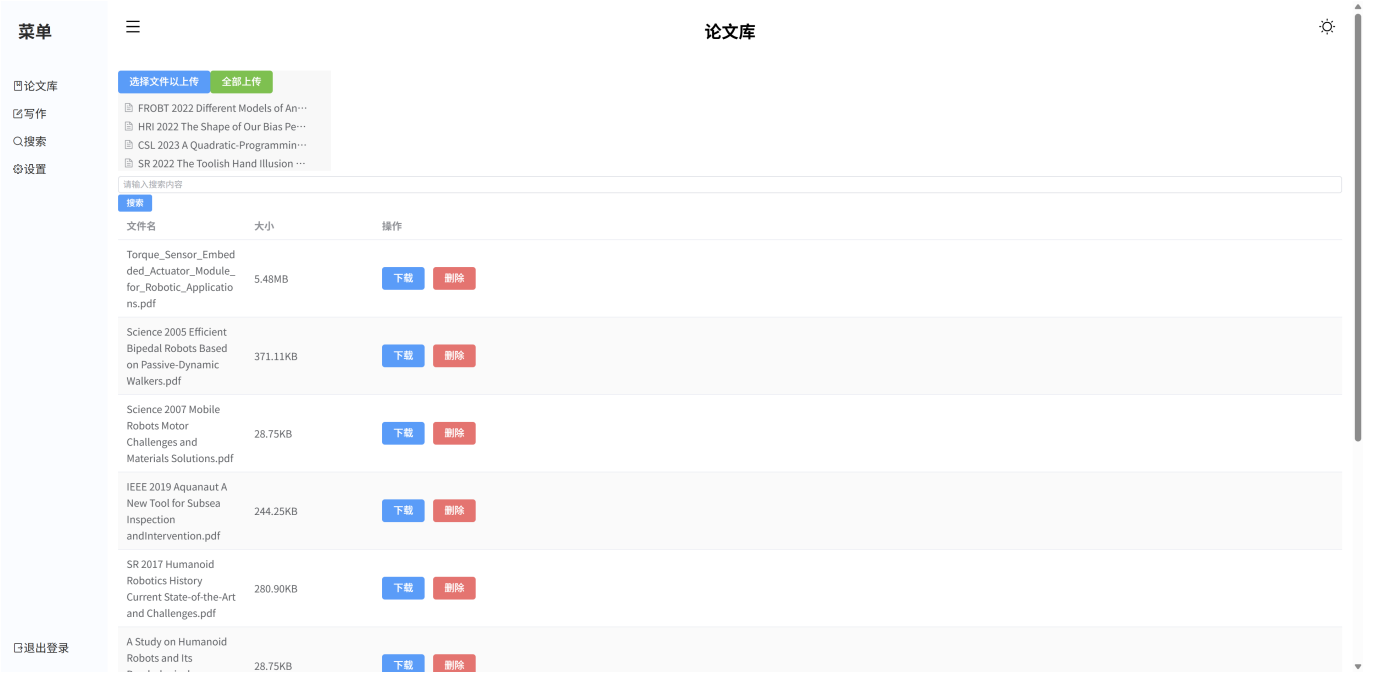 菜单
论文库
写作
搜索
设置
退出登录
论文库
选择文件以上传 全部上传
FROBT 2022 Different Models of An···
HRI 2022 The Shape of Our Bias Pe···
CSL 2023 A Quadratic-Programmin···
SR 2022 The Toolish Hand Illusion ···
请输入搜索内容
搜索
文件名 大小 操作
Torque_Sensor_Embed
ded_Actuator_Module_
for_Robotic_Applicatio
ns.pdf
5.48MB 下载 删除
Science 2005 Efficient
Bipedal Robots Based
on Passive-Dynamic
Walkers.pdf
371.11KB 下载 删除
Science 2007 Mobile
Robots Motor
Challenges and
Materials Solutions.pdf
28.75KB 下载 删除
IEEE 2019 Aquanaut A
New Tool for Subsea
Inspection
andIntervention.pdf
244.25KB 下载 删除
SR 2017 Humanoid
Robotics History
Current State-of-the-Art
and Challenges.pdf
280.90KB 下载 删除
A Study on Humanoid
Robots and Its
28.75KB 下载 删除